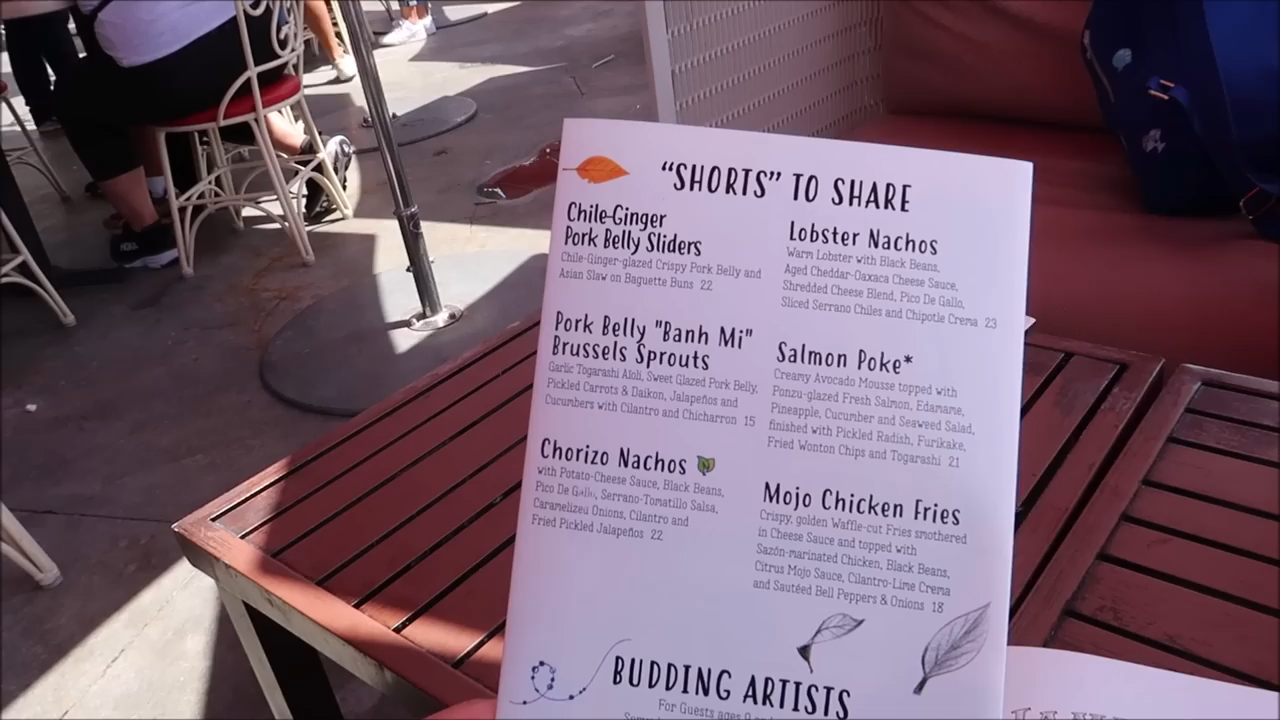 "SHORTS" TO SHARE
Chile-Ginger
Pork Belly Sliders
Chile-Ginger-glazed Crispy Pork Belly and
Asian Slaw on Baguette Buns 22
Pork Belly "Banh Mi"
Brussels Sprouts
Garlic Togarashi Aioli, Sweet Glazed Pork Belly,
Pickled Carrots & Daikon, Jalapeños and
Cucumbers with Cilantro and Chicharron 15
Chorizo Nachos
with Potato-Cheese Sauce, Black Beans,
Pico De Gallo, Serrano-Tomatillo Salsa,
Caramelized Onions, Cilantro and
Fried Pickled Jalapeños 22
Lobster Nachos
Warm Lobster with Black Beans,
Aged Cheddar-Oaxaca Cheese Sauce,
Shredded Cheese Blend, Pico De Gallo,
Sliced Serrano Chiles and Chipotle Crema 23
Salmon Poke*
Creamy Avocado Mousse topped with
Ponzu-glazed Fresh Salmon, Edamame,
Pineapple, Cucumber and Seaweed Salad,
finished with Pickled Radish, Furikake,
Fried Wonton Chips and Togarashi 21
Mojo Chicken Fries
Crispy, golden Waffle-cut Fries smothered
in Cheese Sauce and topped with
Sazón-marinated Chicken, Black Beans,
Citrus Mojo Sauce, Cilantro-Lime Crema
and Sautéed Bell Peppers & Onions 18
BUDDING ARTISTS
For Guests ages 9